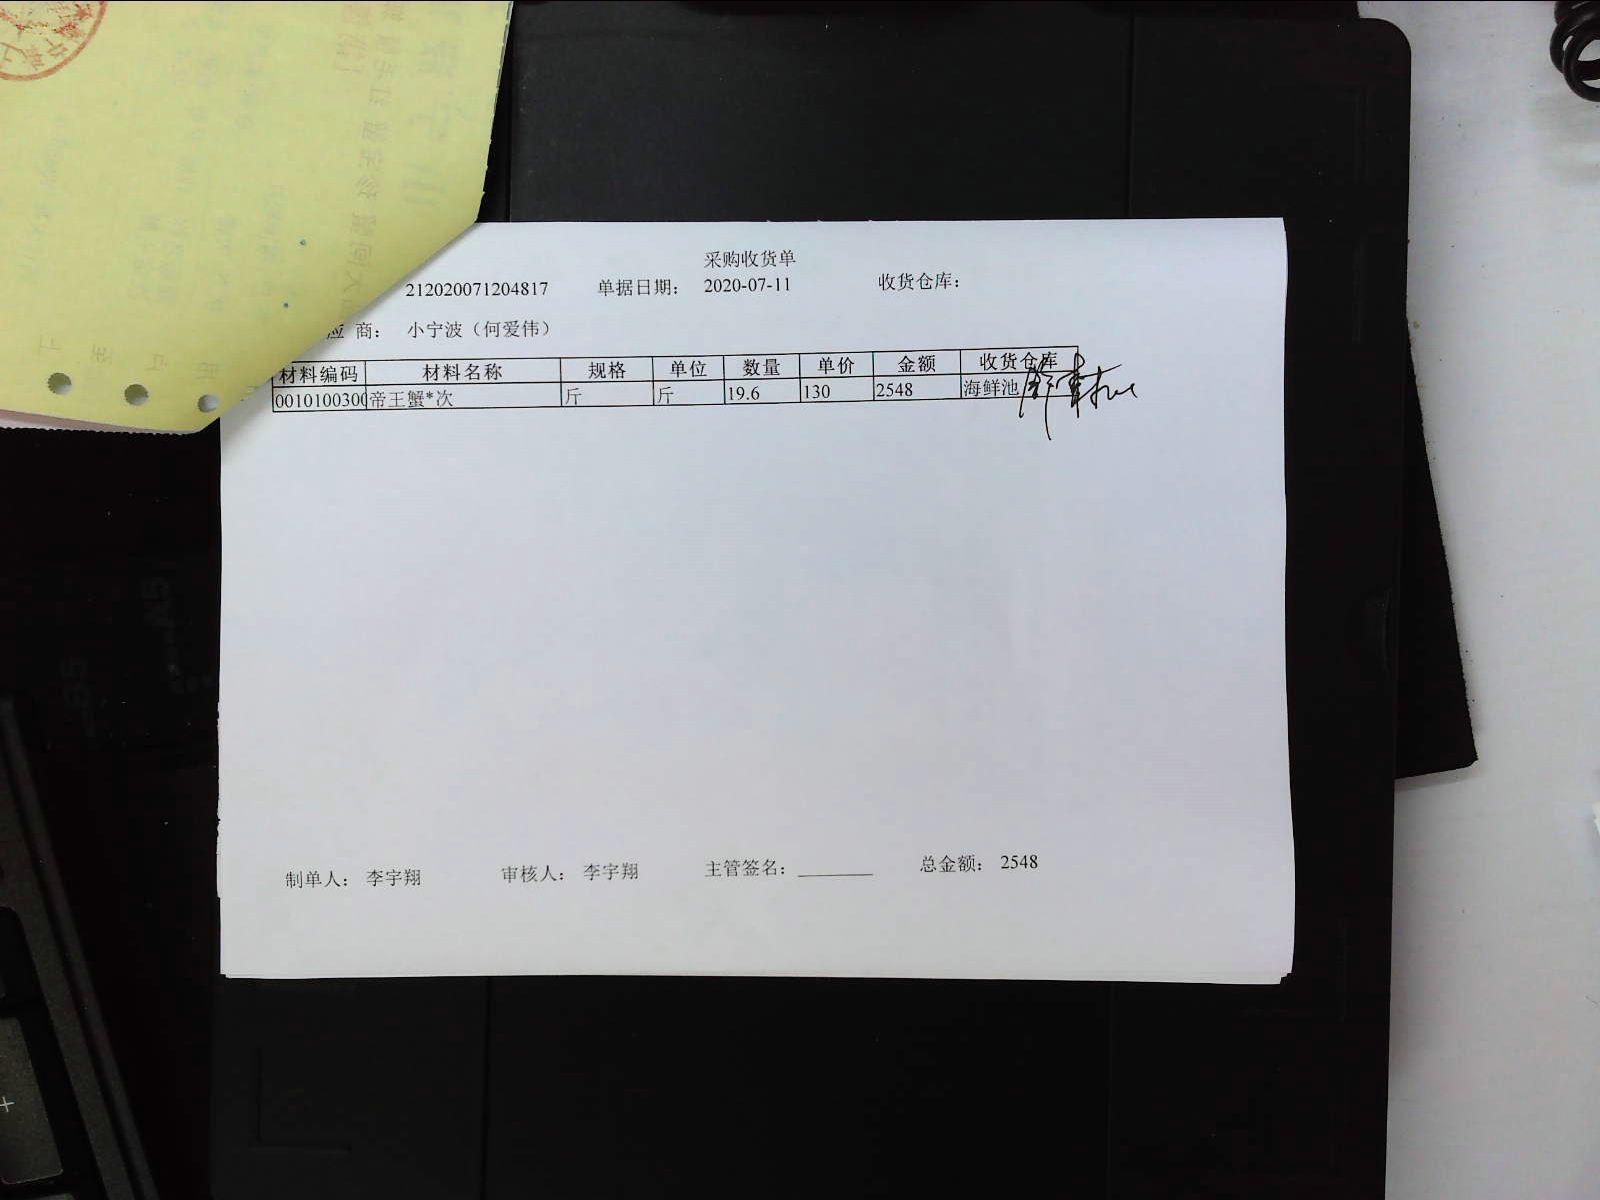 采购收货单
212020071204817 单据日期： 2020-07-11 收货仓库：
应 商： 小宁波（何爱伟）
材料编码 材料名称 规格 单位 数量 单价 金额 收货仓库
0010100300 帝王蟹*次 斤 斤 19.6 130 2548 海鲜池
制单人： 李宇翔 审核人： 李宇翔 主管签名： 总金额： 2548